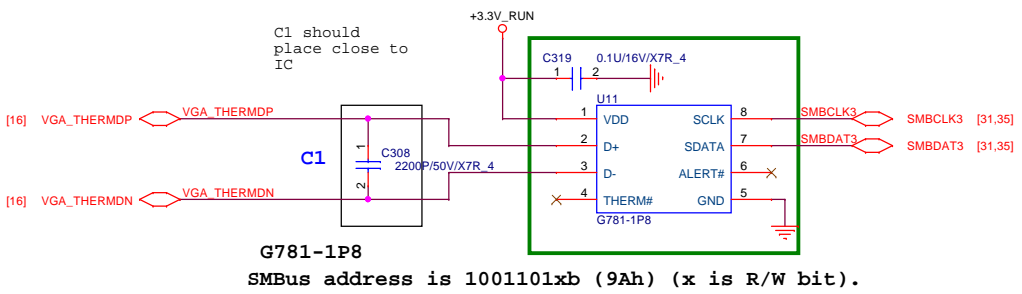 +3.3V_RUN
C1 should
place close to
IC
C319 0.1U/16V/X7R_4
1 2
U11
[16] VGA_THERMDP VGA_THERMDP
1 VDD SCLK 8 SMBCLK3 SMBCLK3 [31,35]
2 D+ SDATA 7 SMBDAT3 SMBDAT3 [31,35]
C1 1 C308
2200P/50V/X7R_4
2
3 D- ALERT# 6
[16] VGA_THERMDN VGA_THERMDN
4 THERM# GND 5
G781-1P8
G781-1P8
SMBus address is 1001101xb (9Ah) (x is R/W bit).